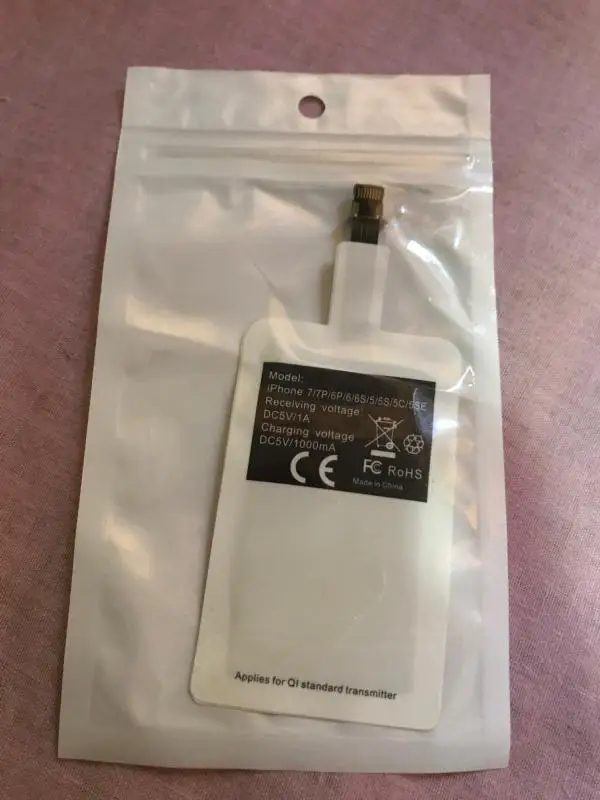 Model:
iPhone 7/7P/6P/6/6S/5/5S/5C/5SE
Receiving voltage:
DC5V/1A
Charging voltage
DC5V/1000mA
CE FC RoHS
Made in China
Applies for QI standard transmitter